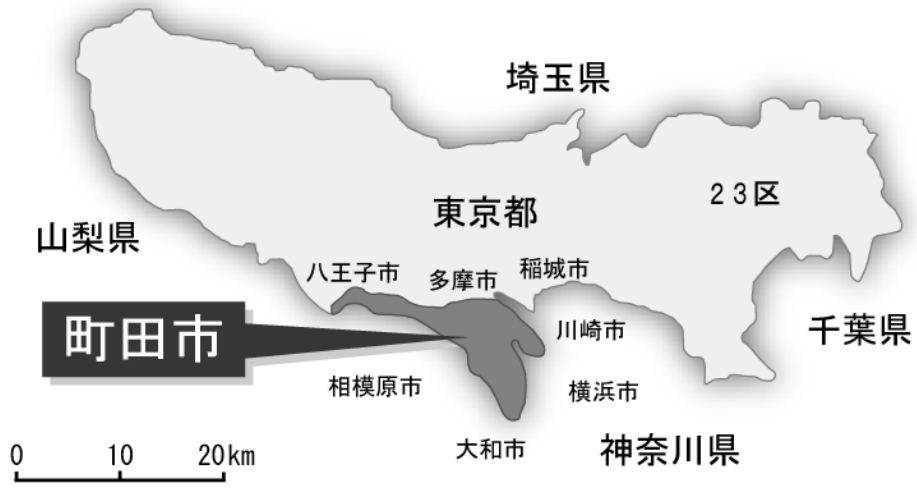 埼玉県
23区
東京都
山梨県
八王子市
多摩市
稲城市
町田市
川崎市
千葉県
相模原市
横浜市
大和市
神奈川県
0 10 20km